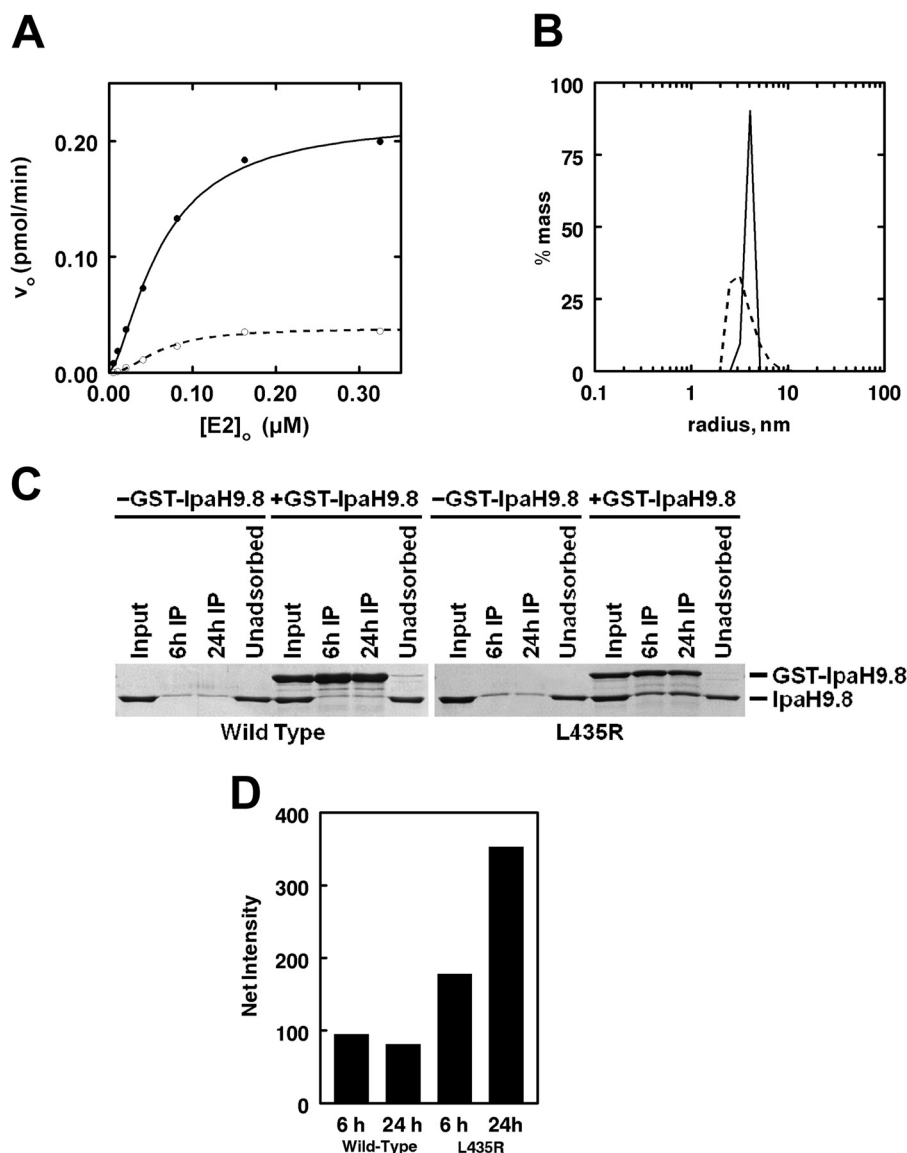 A
0.20
0.10
0.00
vo (pmol/min)
0.00 0.10 0.20 0.30
[E2]o (µM)
B
100
75
50
25
0
% mass
0.1 1 10 100
radius, nm
C
–GST-IpaH9.8 +GST-IpaH9.8 –GST-IpaH9.8 +GST-IpaH9.8
Input 6h IP 24h IP Unadsorbed Input 6h IP 24h IP Unadsorbed Input 6h IP 24h IP Unadsorbed Input 6h IP 24h IP Unadsorbed
GST-IpaH9.8
IpaH9.8
Wild Type L435R
D
400
300
200
100
0
Net Intensity
6 h 24 h 6 h 24h
Wild-Type L435R